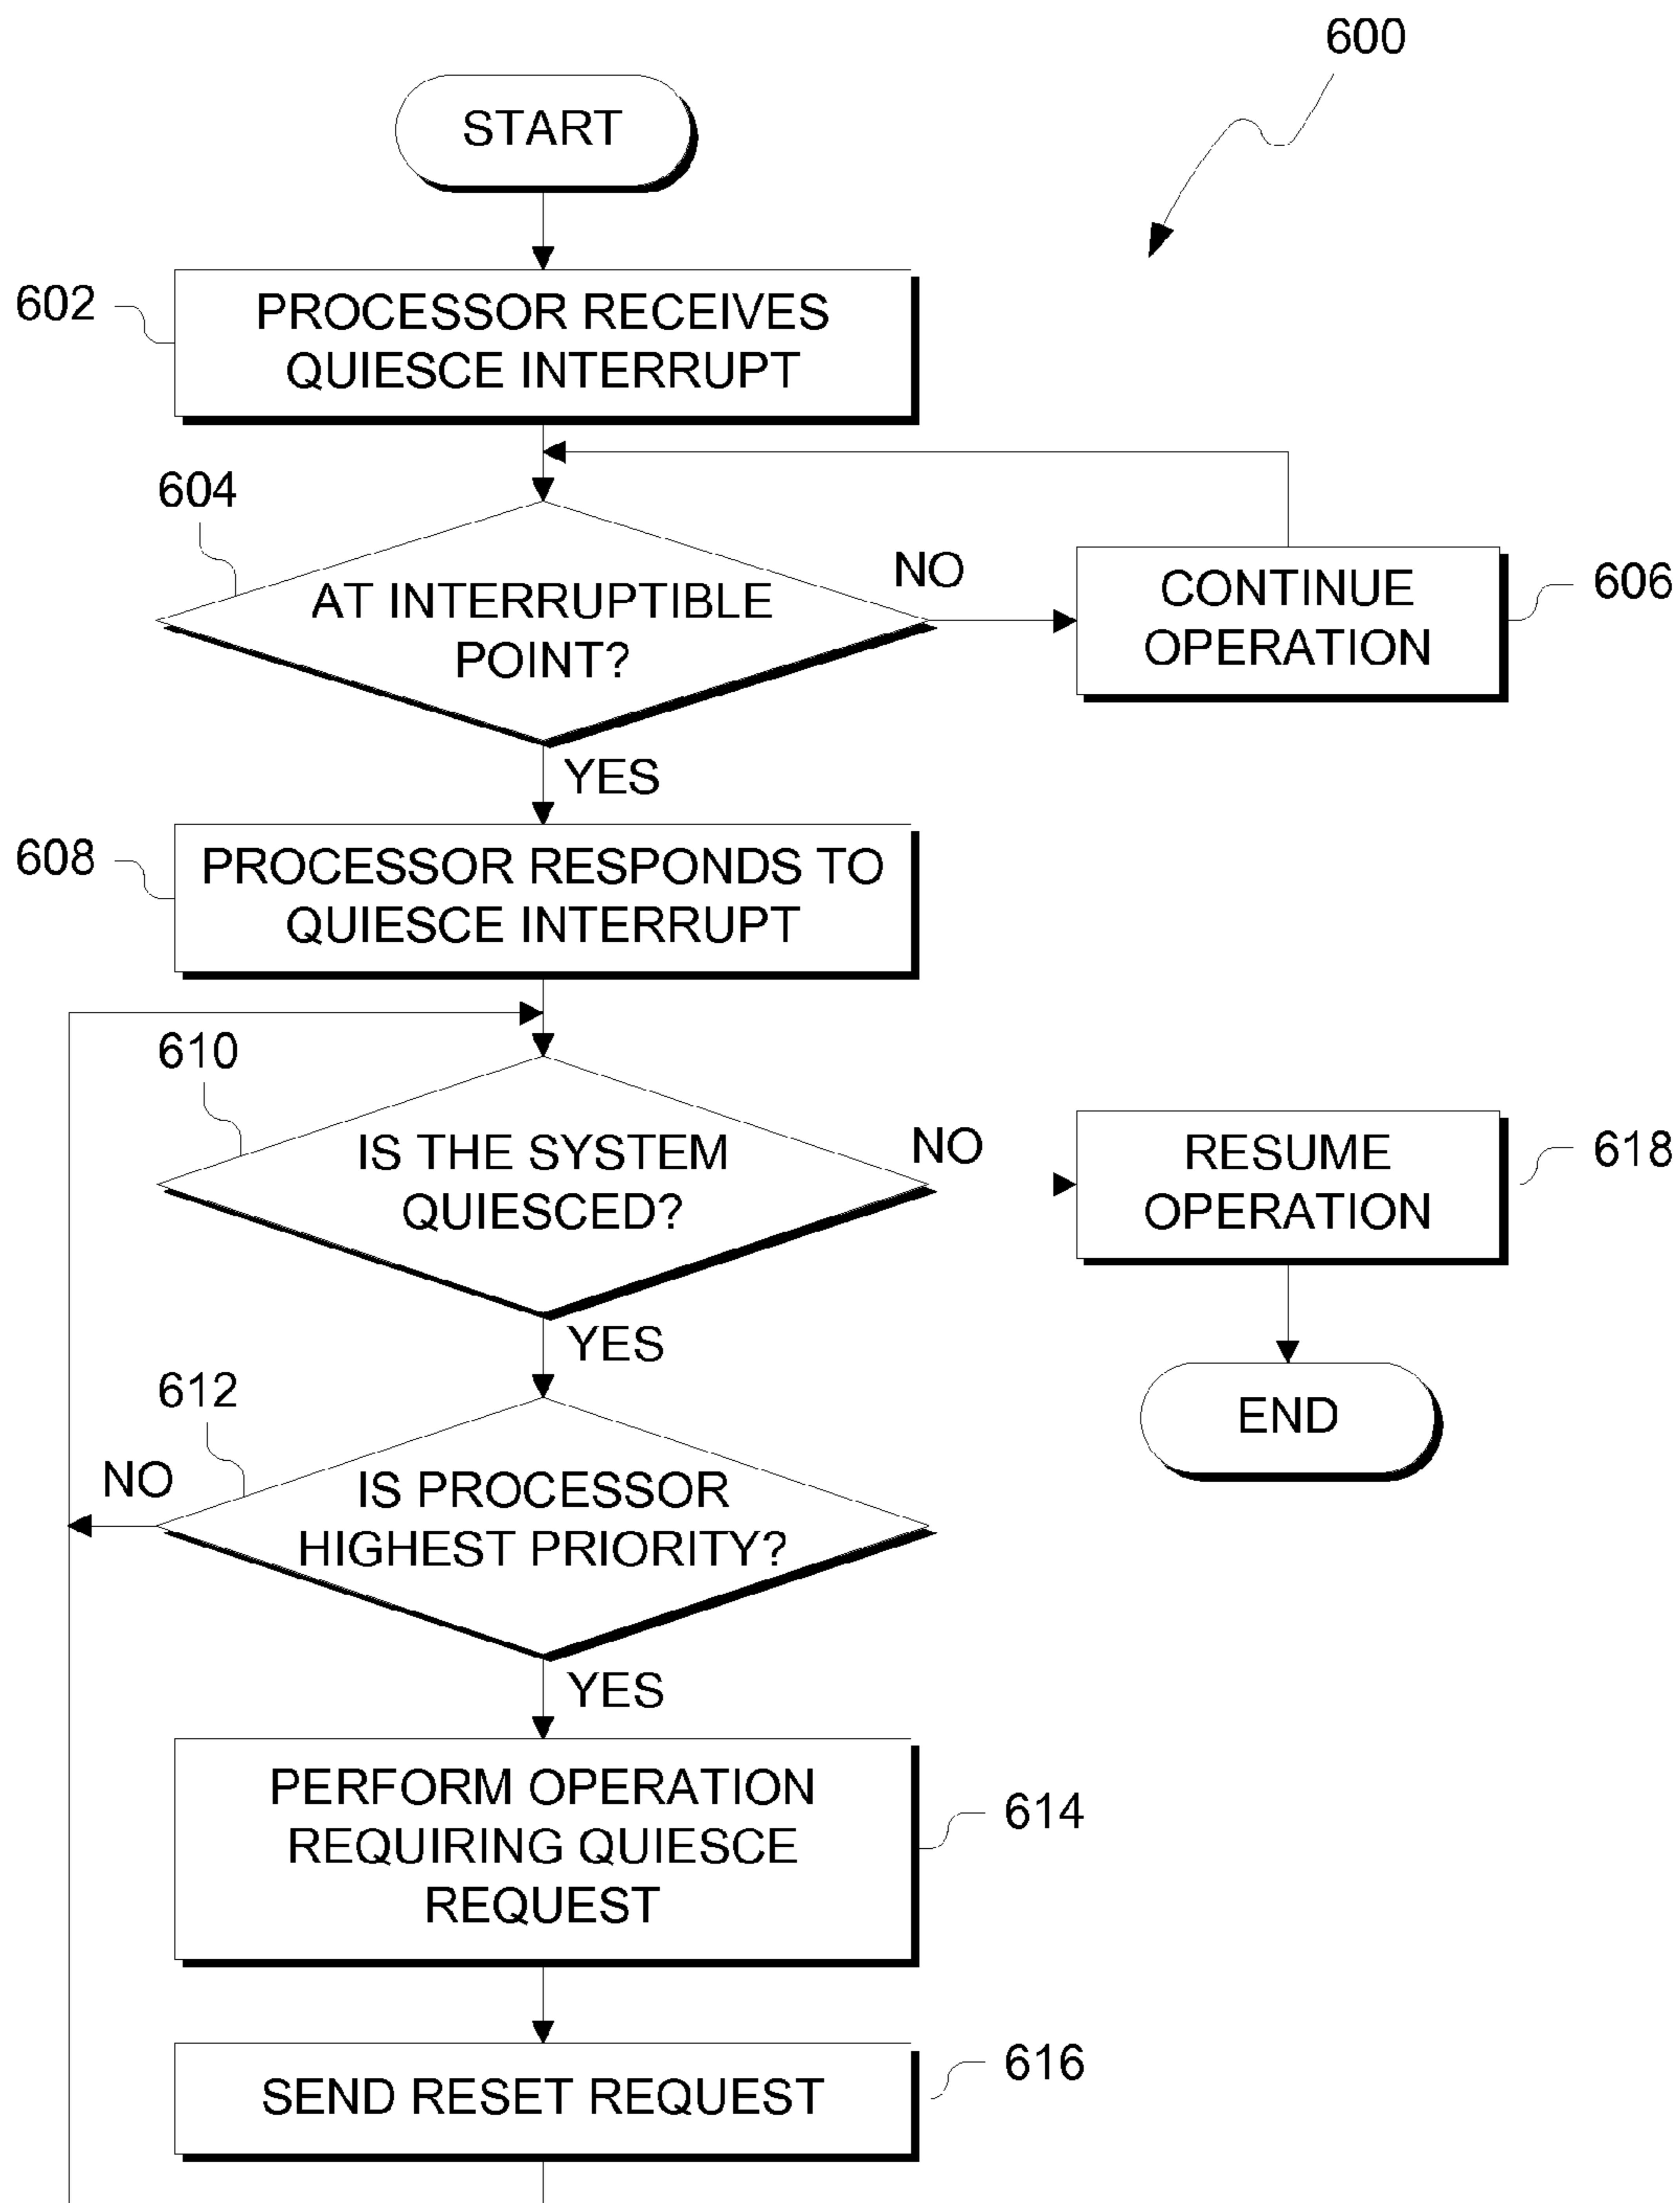 600
START
602
PROCESSOR RECEIVES
QUIESCE INTERRUPT
604
AT INTERRUPTIBLE
POINT?
NO
CONTINUE
OPERATION
606
YES
608
PROCESSOR RESPONDS TO
QUIESCE INTERRUPT
610
IS THE SYSTEM
QUIESCED?
NO
RESUME
OPERATION
618
YES
END
612
NO
IS PROCESSOR
HIGHEST PRIORITY?
YES
PERFORM OPERATION
REQUIRING QUIESCE
REQUEST
614
SEND RESET REQUEST
616